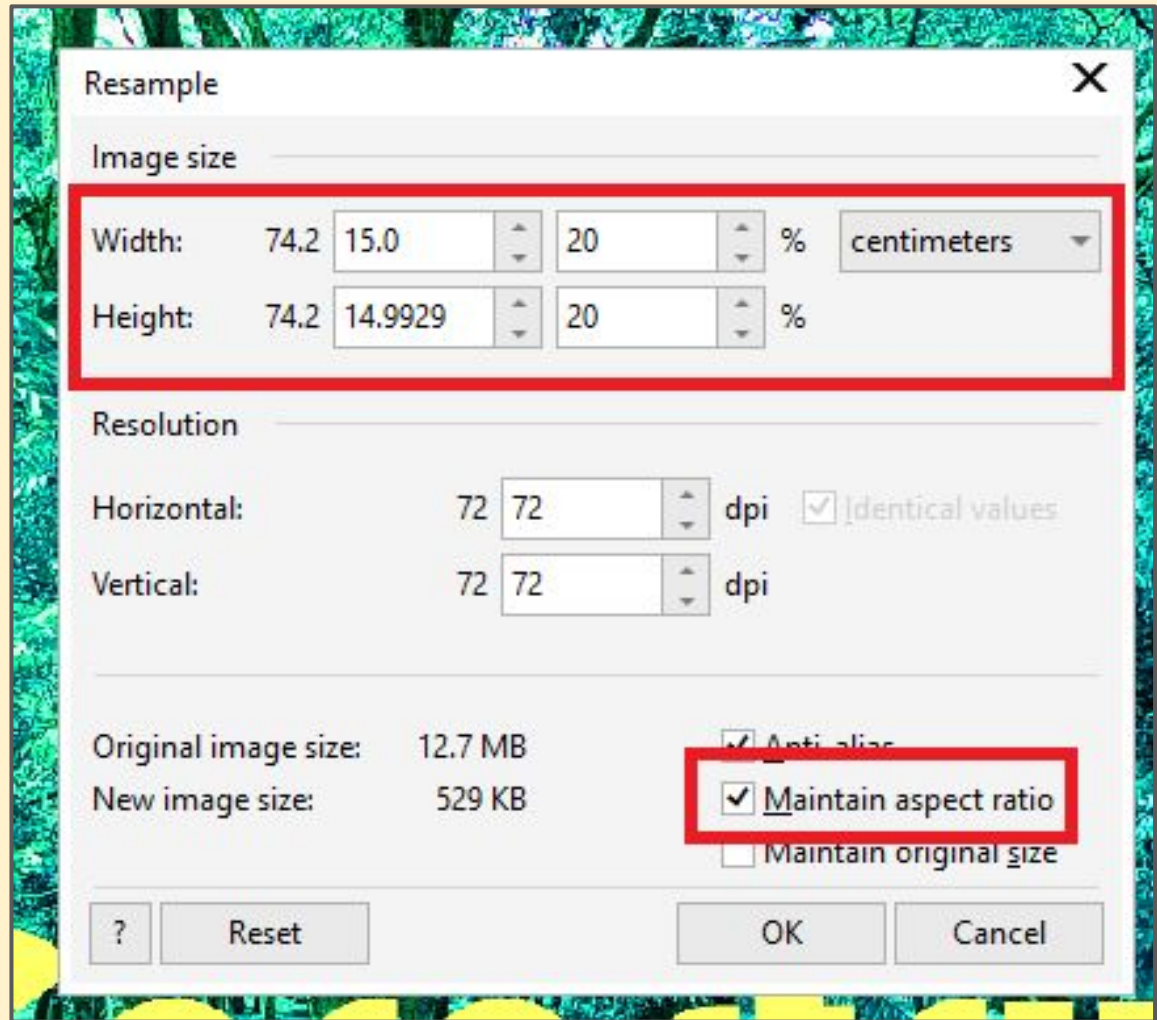 Resample
Image size
Width: 74.2 15.0 20 % centimeters
Height: 74.2 14.9929 20 %
Resolution
Horizontal: 72 72 dpi Identical values
Vertical: 72 72 dpi
Original image size: 12.7 MB Anti-alias
New image size: 529 KB Maintain aspect ratio
Maintain original size
? Reset OK Cancel